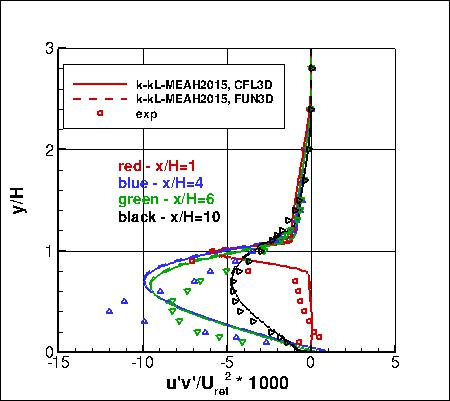 3
k-kL-MEAH2015, CFL3D
k-kL-MEAH2015, FUN3D
exp
2
red - x/H=1
blue - x/H=4
green - x/H=6
black - x/H=10
y/H
1
0
-15 -10 -5 0 5
u'v'/U_ref^2 * 1000